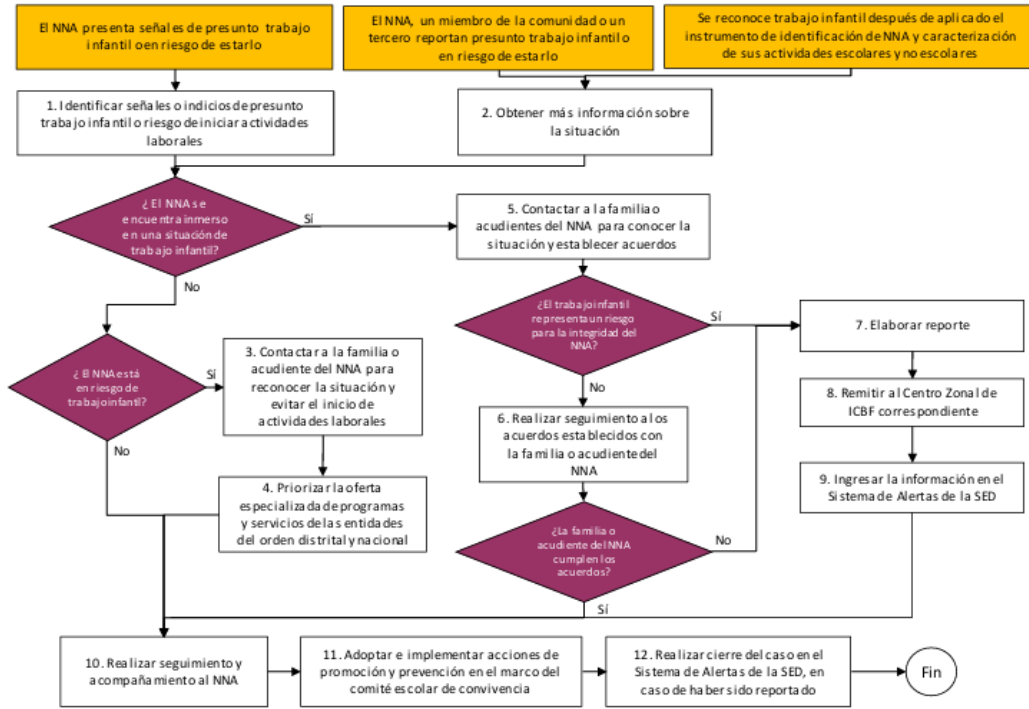 El NNA presenta señales de presunto trabajo
infantil o en riesgo de estarlo
El NNA, un miembro de la comunidad o un
tercero reportan presunto trabajo infantil o
en riesgo de estarlo
Se reconoce trabajo infantil después de aplicado el
instrumento de identificación de NNA y caracterización
de sus actividades escolares y no escolares
1. Identificar señales o indicios de presunto
trabajo infantil o riesgo de iniciar actividades
laborales
2. Obtener más información sobre
la situación
¿El NNA se
encuentra inmerso
en una situación de
trabajo infantil?
Sí
No
5. Contactar a la familia o
acudientes del NNA para conocer la
situación y establecer acuerdos
¿El trabajo infantil
representa un riesgo
para la integridad del
NNA?
Sí
No
7. Elaborar reporte
¿El NNA está
en riesgo de
trabajo infantil?
Sí
No
3. Contactar a la familia o
acudiente del NNA para
reconocer la situación y
evitar el inicio de
actividades laborales
8. Remitir al Centro Zonal de
ICBF correspondiente
6. Realizar seguimiento a los
acuerdos establecidos con
la familia o acudiente del
NNA
9. Ingresar la información en el
Sistema de Alertas de la SED
4. Priorizar la oferta
especializada de programas
y servicios de las entidades
del orden distrital y nacional
¿La familia o
acudiente del NNA
cumplen los
acuerdos?
No
Sí
10. Realizar seguimiento y
acompañamiento al NNA
11. Adoptar e implementar acciones de
promoción y prevención en el marco del
comité escolar de convivencia
12. Realizar cierre del caso en el
Sistema de Alertas de la SED, en
caso de haber sido reportado
Fin